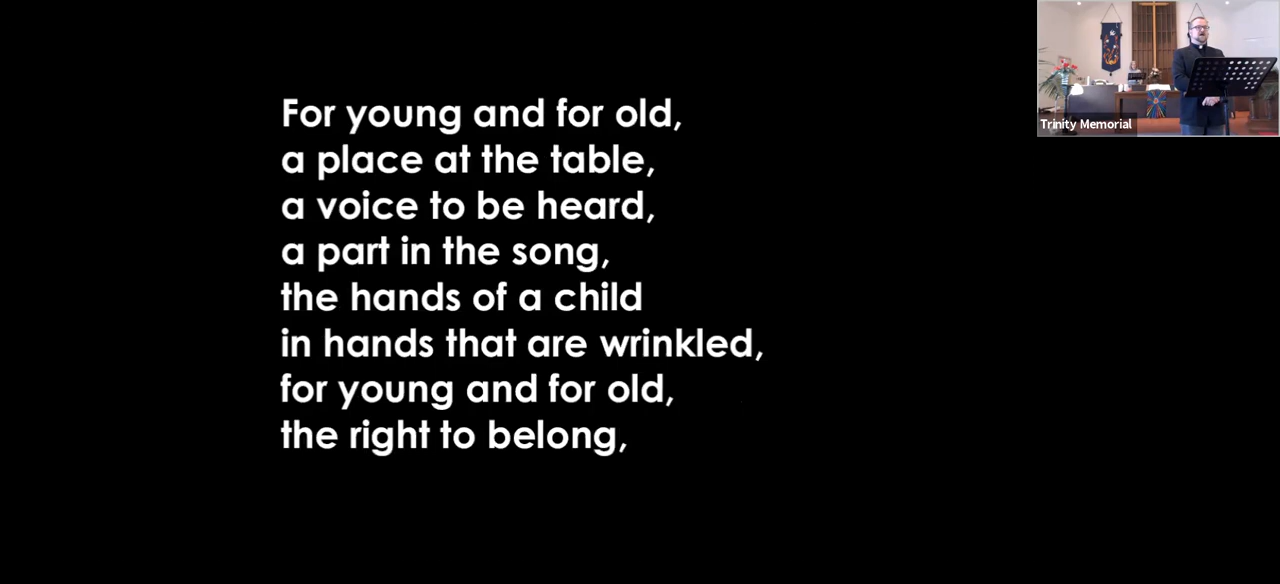 For young and for old,
a place at the table,
a voice to be heard,
a part in the song,
the hands of a child
in hands that are wrinkled,
for young and for old,
the right to belong,
Trinity Memorial